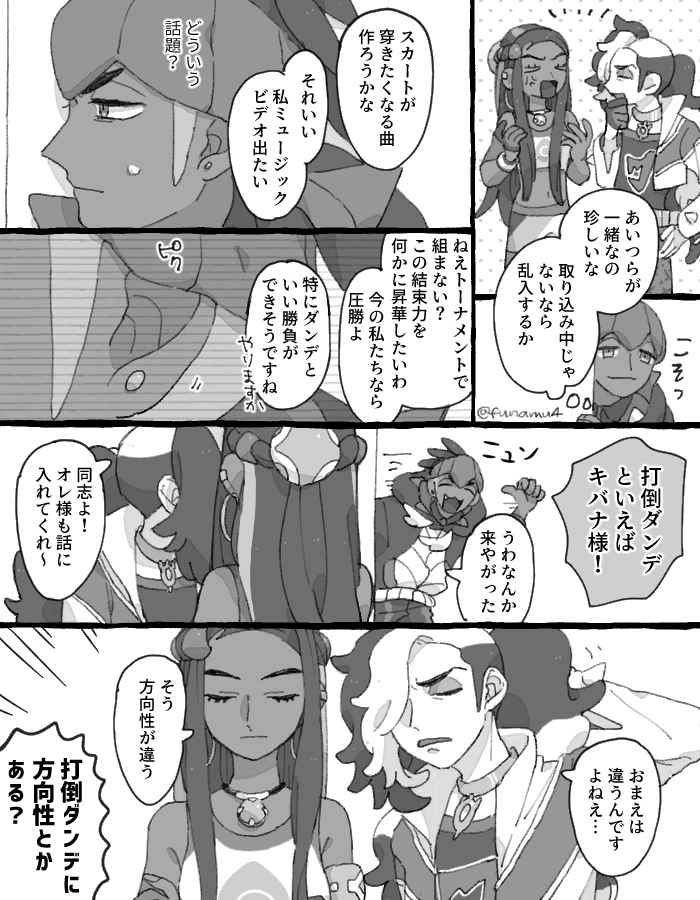 あいつらが
一緒なの
珍しいな
取り込み中じゃ
ないなら
乱入するか
こそっ
@funamu4
スカートが
穿きたくなる曲
作ろうかな
それいい
私ミュージック
ビデオ出たい
どういう
話題?
ねえトーナメントで
組まない?
この結束力を
何かに昇華したいわ
今の私たちなら
圧勝よ
特にダンデと
いい勝負が
できそうですね
やりますか
ピク
打倒ダンデ
といえば
キバナ様!
ニュン
うわなんか
来やがった
同志よ!
オレ様も話に
入れてくれ~
おまえは
違うんです
よねえ…
そう
方向性が違う
打倒ダンデに
方向性とか
ある?